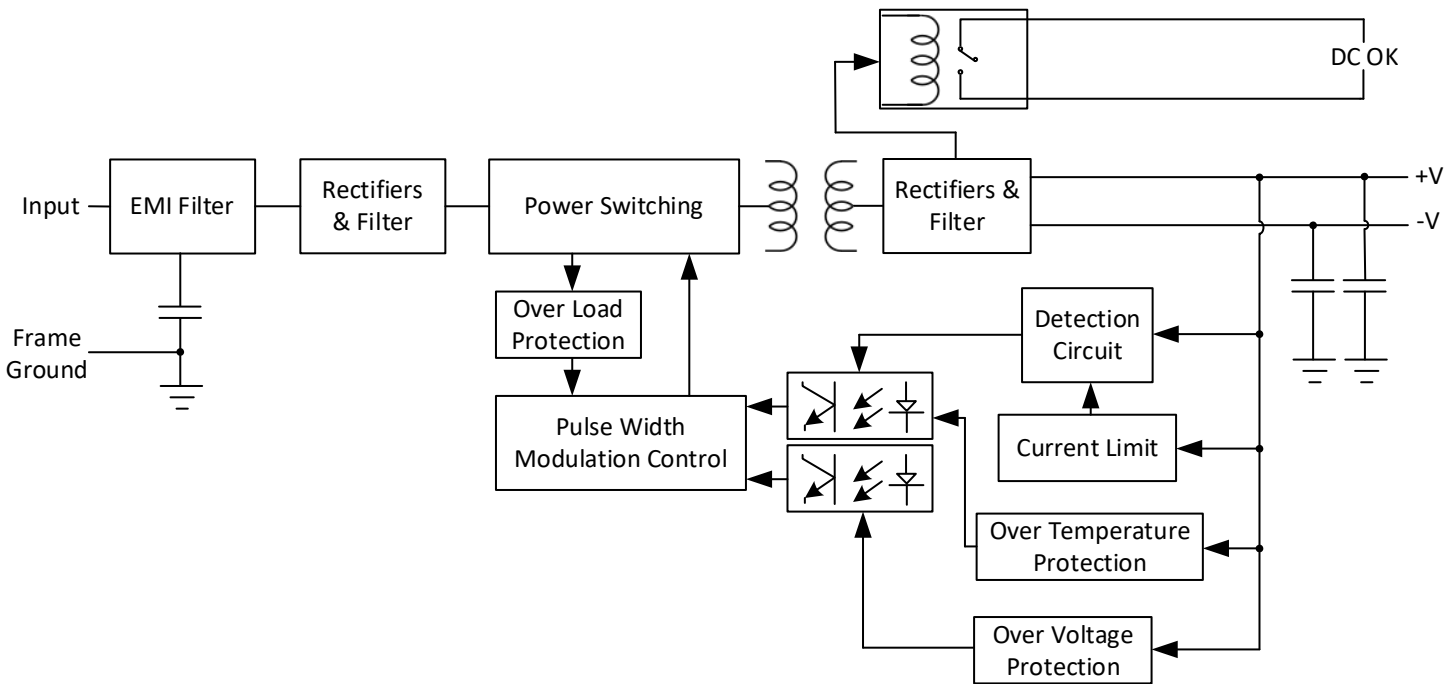 DC OK
Input
EMI Filter
Rectifiers
& Filter
Power Switching
Rectifiers &
Filter
+V
-V
Frame
Ground
Over Load
Protection
Detection
Circuit
Pulse Width
Modulation Control
Current Limit
Over Temperature
Protection
Over Voltage
Protection